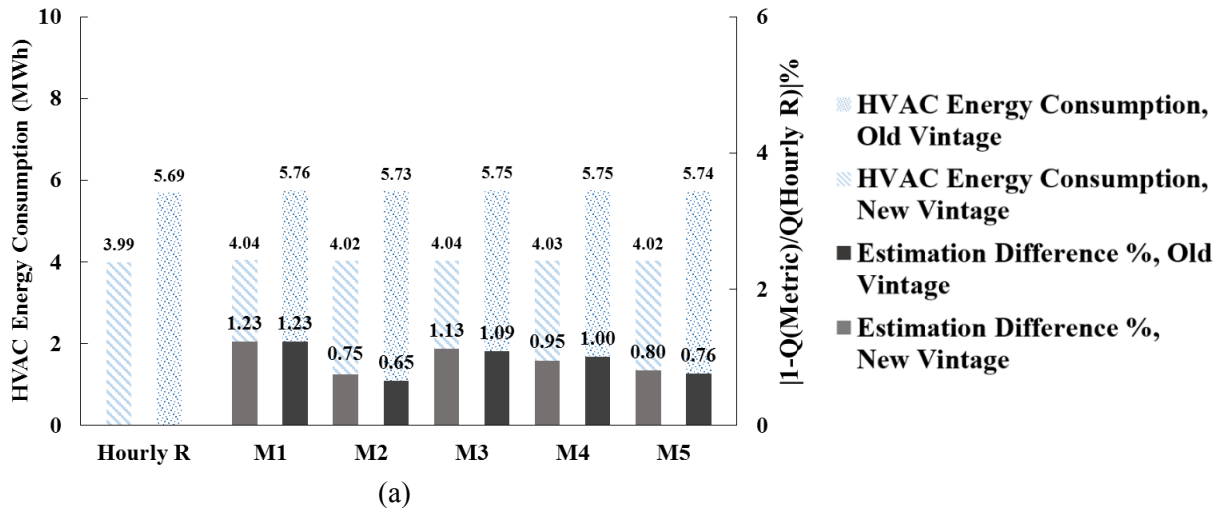 HVAC Energy Consumption (MWh)
10
8
6
4
2
0
5.69
5.76
5.73
5.75
5.75
5.74
3.99
4.04
4.02
4.04
4.03
4.02
1.23
1.23
0.75
0.65
1.13
1.09
0.95
1.00
0.80
0.76
Hourly R
M1
M2
M3
M4
M5
6
4
2
0
|1-Q(Metric)/Q(Hourly R)|%
HVAC Energy Consumption,
Old Vintage
HVAC Energy Consumption,
New Vintage
Estimation Difference %, Old
Vintage
Estimation Difference %,
New Vintage
(a)